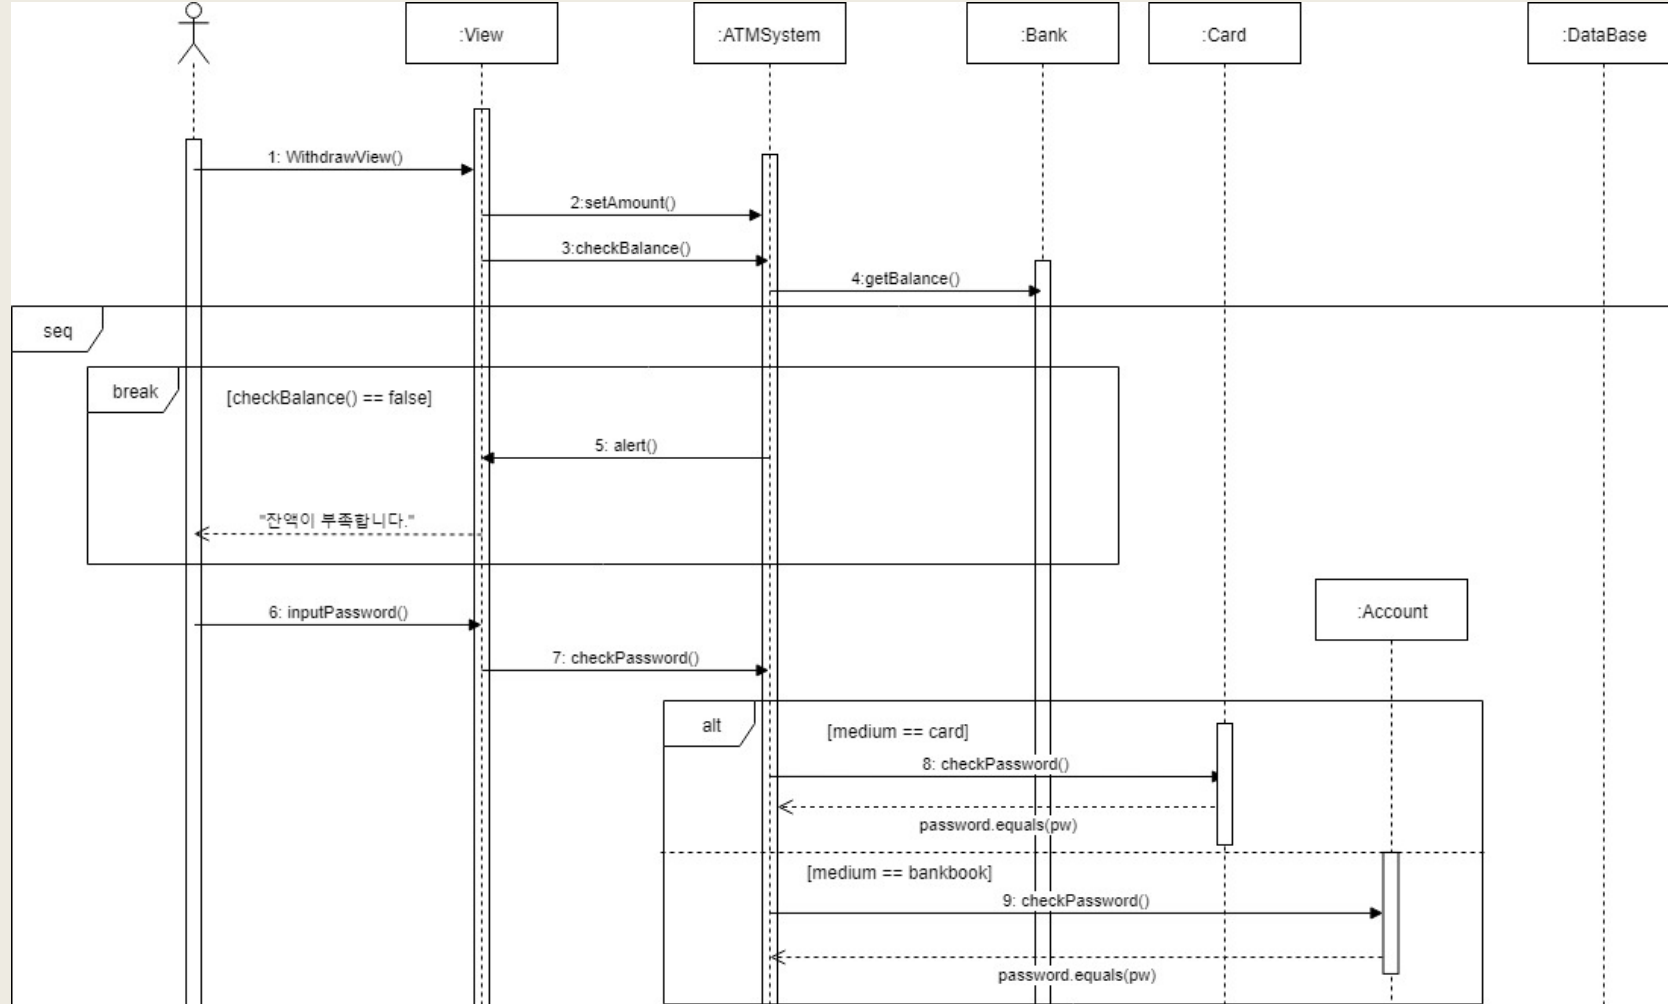 :View
:ATMSystem
:Bank
:Card
:DataBase
1: WithdrawView()
2:setAmount()
3:checkBalance()
4:getBalance()
seq
break
[checkBalance() == false]
5: alert()
"잔액이 부족합니다."
6: inputPassword()
:Account
7: checkPassword()
alt
[medium == card]
8: checkPassword()
password.equals(pw)
[medium == bankbook]
9: checkPassword()
password.equals(pw)